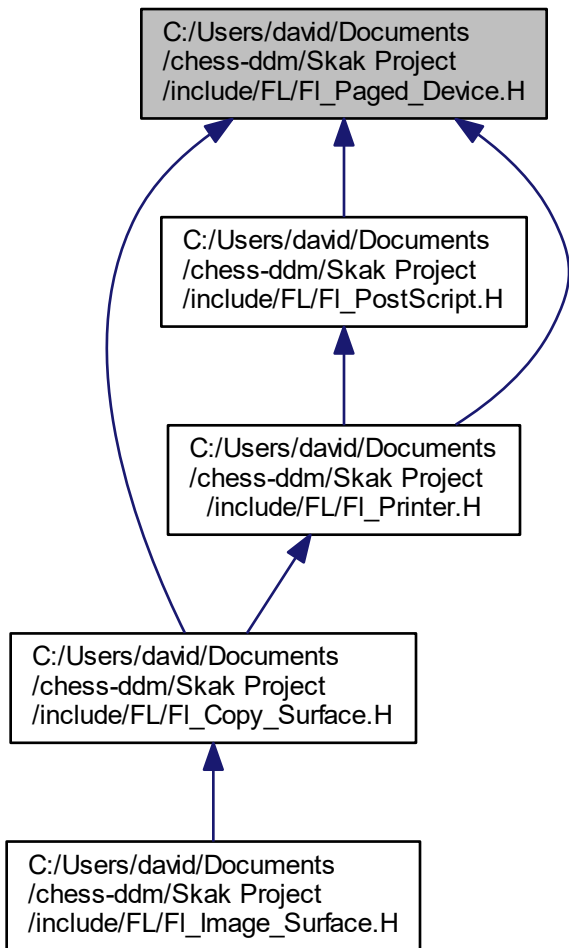 C:/Users/david/Documents
/chess-ddm/Skak Project
/include/FL/Fl_Paged_Device.H
C:/Users/david/Documents
/chess-ddm/Skak Project
/include/FL/Fl_PostScript.H
C:/Users/david/Documents
/chess-ddm/Skak Project
/include/FL/Fl_Printer.H
C:/Users/david/Documents
/chess-ddm/Skak Project
/include/FL/Fl_Copy_Surface.H
C:/Users/david/Documents
/chess-ddm/Skak Project
/include/FL/Fl_Image_Surface.H